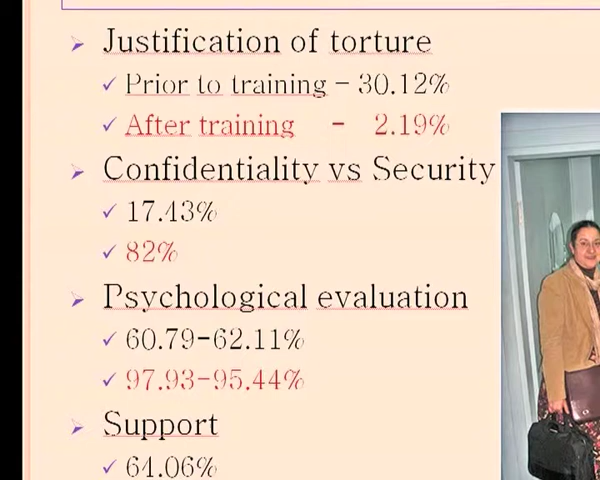 Justification of torture
Prior to training – 30.12%
After training - 2.19%
Confidentiality vs Security
17.43%
82%
Psychological evaluation
60.79-62.11%
97.93-95.44%
Support
64.06%